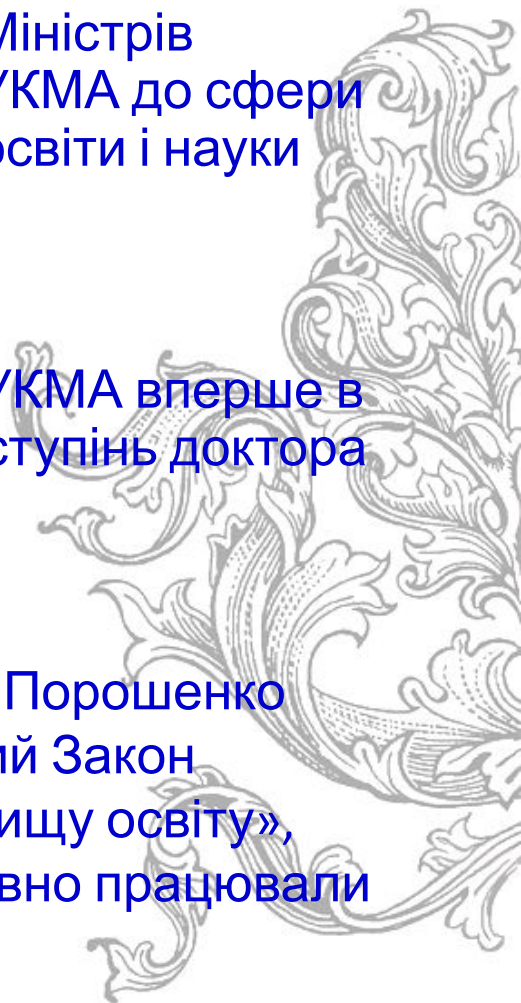 Міністрів
УКМА до сфери
освіти і науки
УКМА вперше в
ступінь доктора
Порошенко
ий Закон
ищу освіту»,
вно працювали